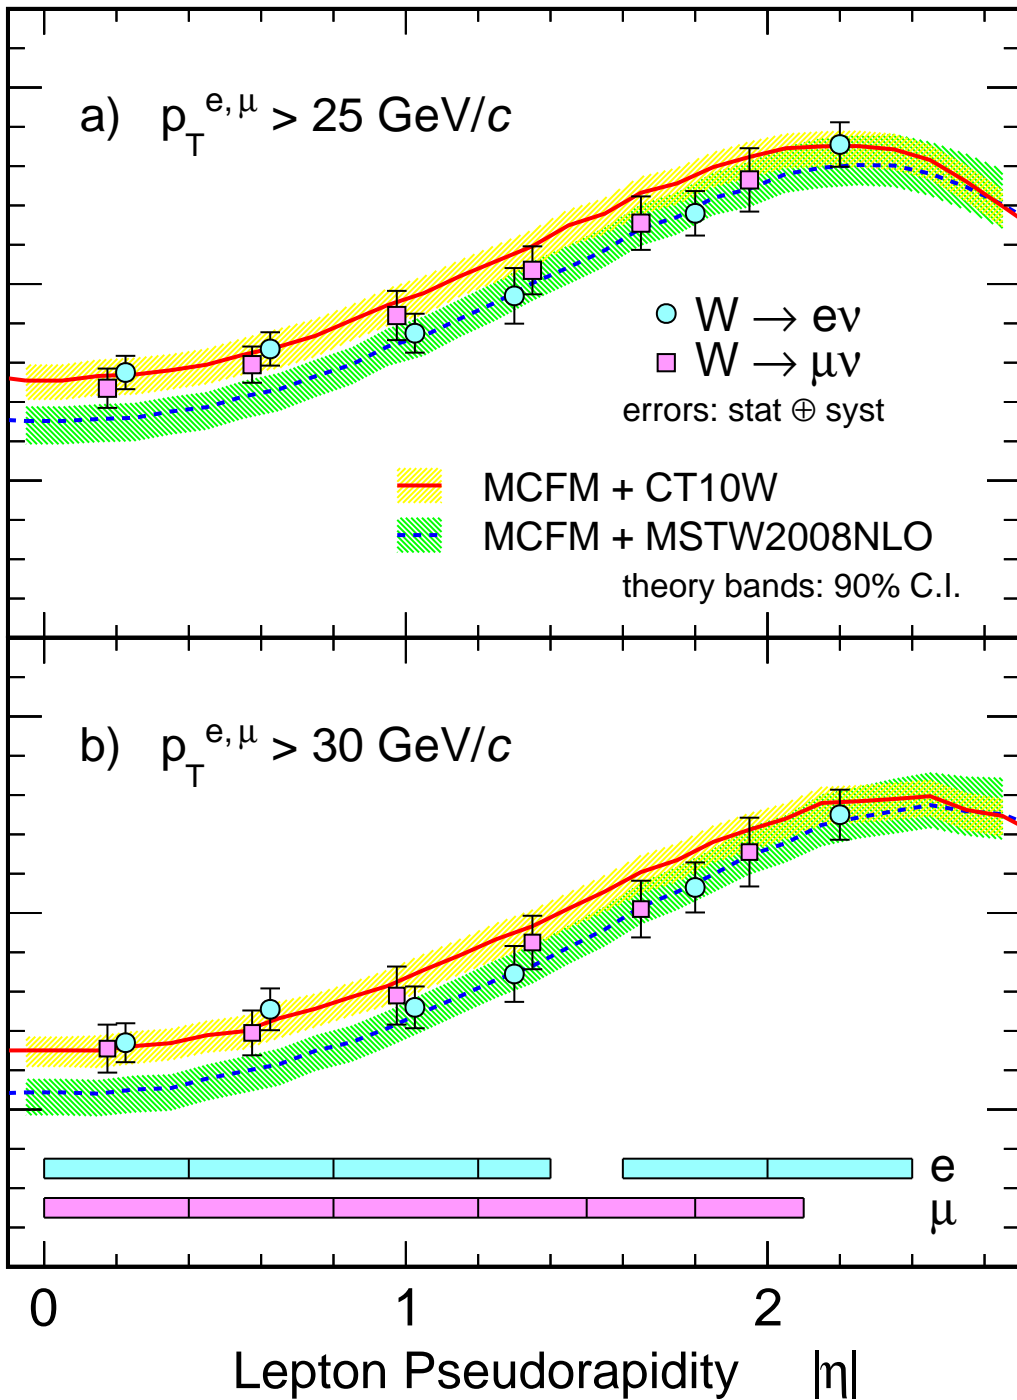 a) p_T^{e, μ} > 25 GeV/c
W → eν
W → μν
errors: stat ⊕ syst
MCFM + CT10W
MCFM + MSTW2008NLO
theory bands: 90% C.I.
b) p_T^{e, μ} > 30 GeV/c
e
μ
0 1 2
Lepton Pseudorapidity |η|